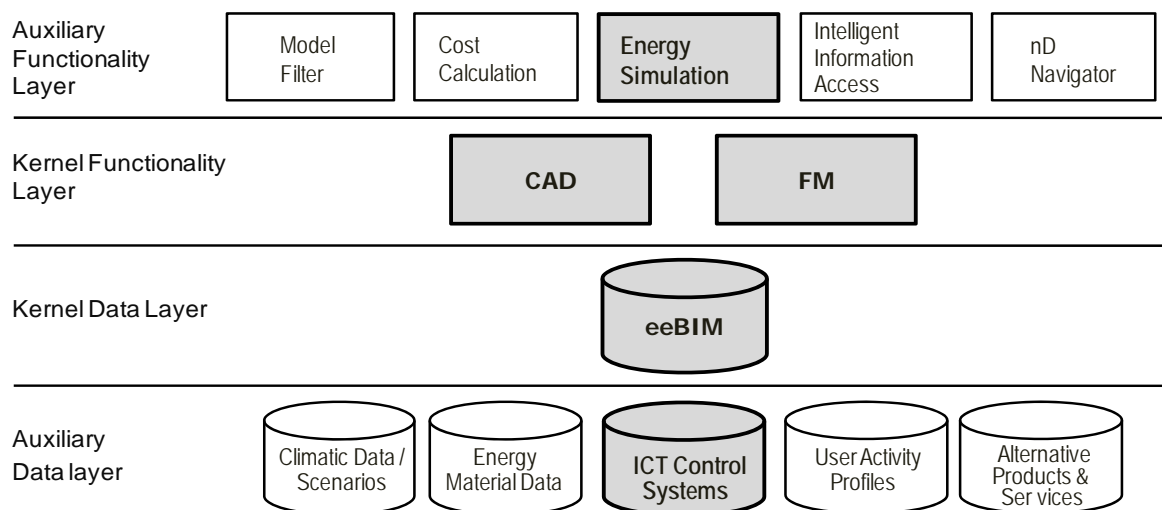 Auxiliary
Functionality
Layer
Model
Filter
Cost
Calculation
Energy
Simulation
Intelligent
Information
Access
nD
Navigator
Kernel Functionality
Layer
CAD
FM
Kernel Data Layer
eeBIM
Auxiliary
Data layer
Climatic Data /
Scenarios
Energy
Material Data
ICT Control
Systems
User Activity
Profiles
Alternative
Products &
Ser vices